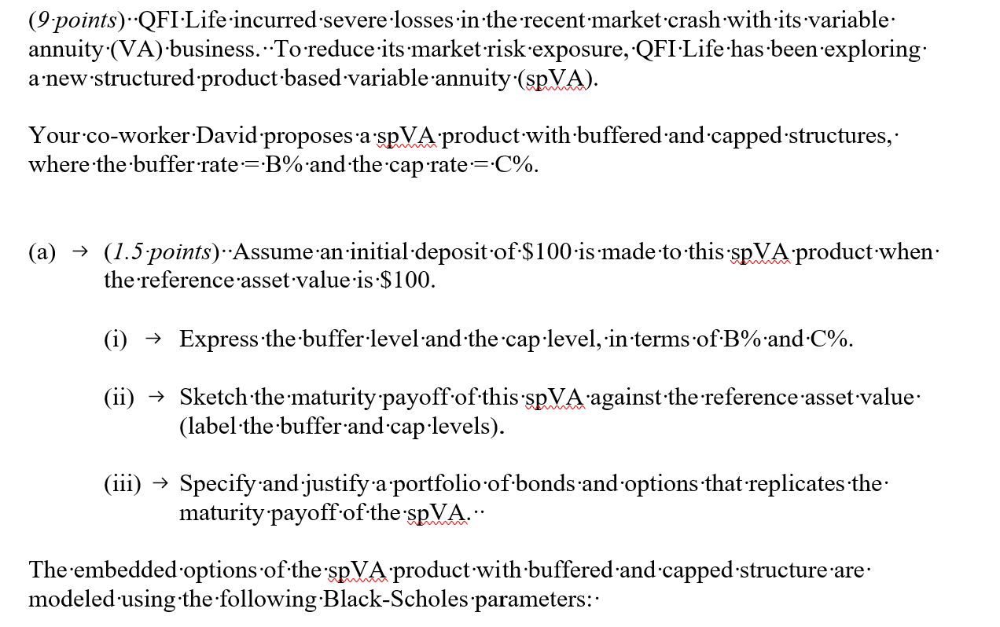 (9 points)  QFI Life incurred severe losses in the recent market crash with its variable
annuity (VA) business.  To reduce its market risk exposure, QFI Life has been exploring
a new structured product based variable annuity (spVA).
Your co-worker David proposes a spVA product with buffered and capped structures,
where the buffer rate = B% and the cap rate = C%.
(a) → (1.5 points)  Assume an initial deposit of $100 is made to this spVA product when
the reference asset value is $100.
(i) → Express the buffer level and the cap level, in terms of B% and C%.
(ii) → Sketch the maturity payoff of this spVA against the reference asset value
(label the buffer and cap levels).
(iii) → Specify and justify a portfolio of bonds and options that replicates the
maturity payoff of the spVA.
The embedded options of the spVA product with buffered and capped structure are
modeled using the following Black-Scholes parameters: